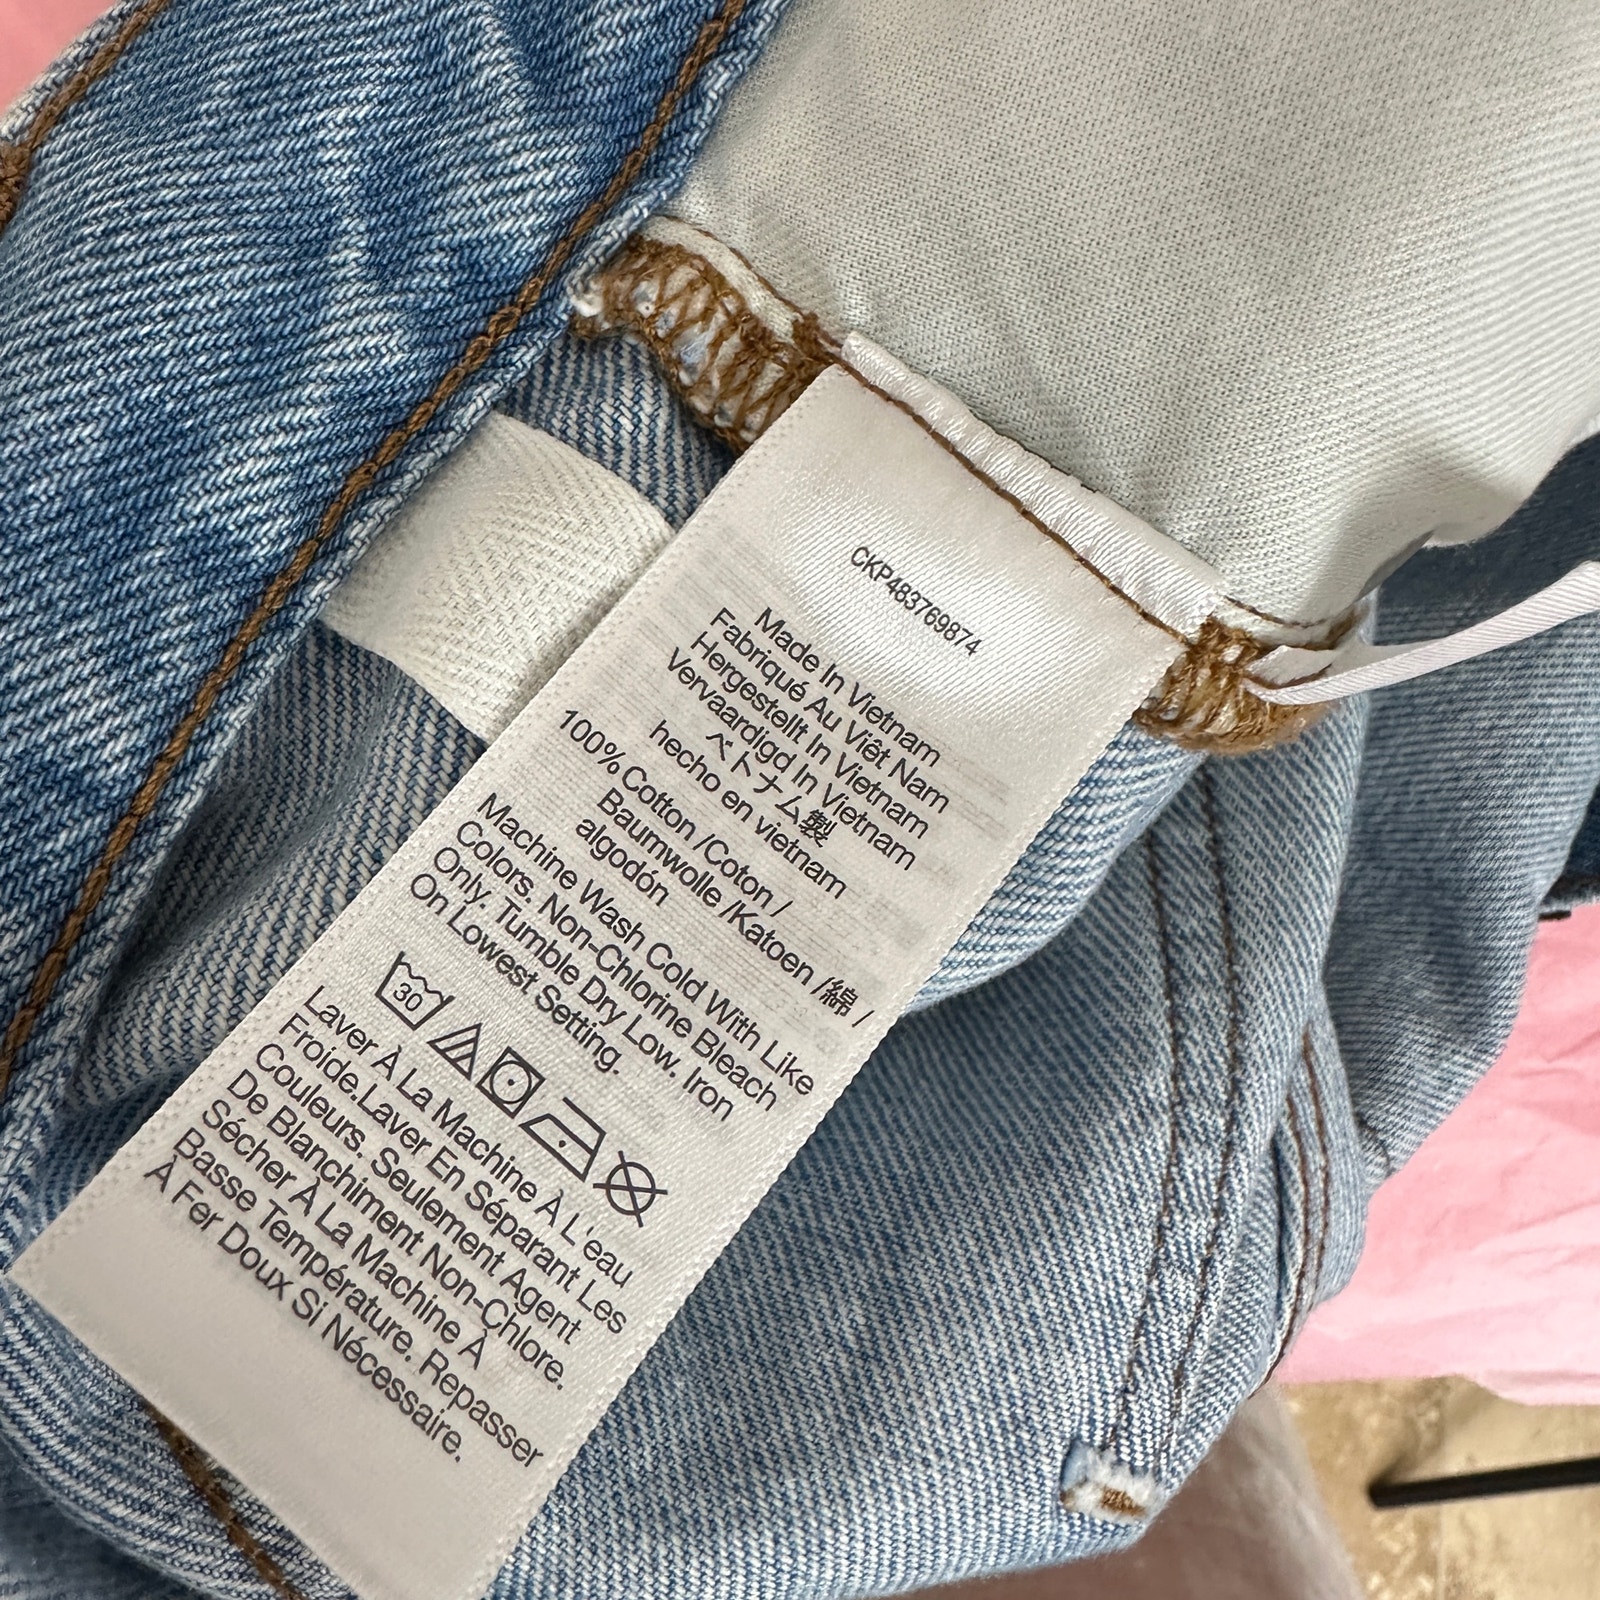 CKP483769874
Made In Vietnam
Fabriqué Au Viêt Nam
Hergestellt In Vietnam
Vervaardigd In Vietnam
ベトナム製
hecho en vietnam
100% Cotton /Coton /
Baumwolle /Katoen /綿 /
algodón
Machine Wash Cold With Like
Colors. Non-Chlorine Bleach
Only. Tumble Dry Low. Iron
On Lowest Setting.
30
Laver À La Machine À L'eau
Froide.Laver En Séparant Les
Couleurs. Seulement Agent
De Blanchiment Non-Chlore.
Sécher À La Machine À
Basse Température. Repasser
À Fer Doux Si Nécessaire.